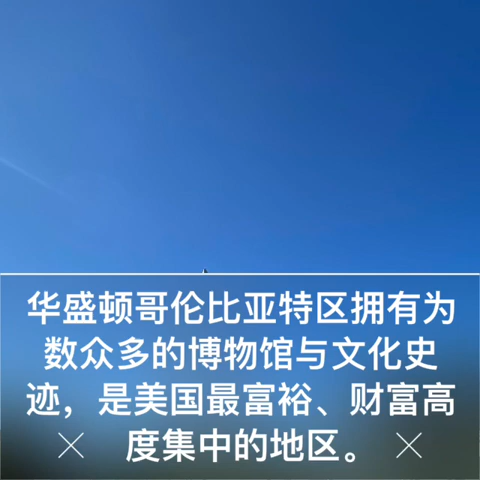 华盛顿哥伦比亚特区拥有为
数众多的博物馆与文化史
迹，是美国最富裕、财富高
度集中的地区。